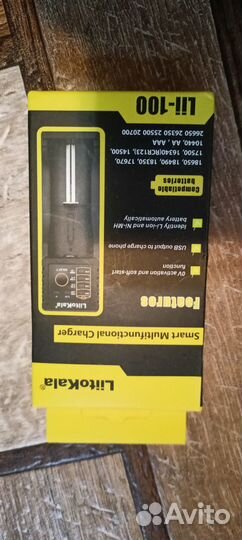 LiitoKala®
Smart Multifunctional Charger
Features
0V activation and soft-start
function
USB output to charge phone
Identify Li-ion and Ni-MH
battery automatically
Compatiable
batteries
18650, 18490, 18350, 17670,
17500, 16340(RCR123), 14500,
10440, AA, AAA
26650 26350 25500 20700
Lii-100
LiitoKala®
Avito